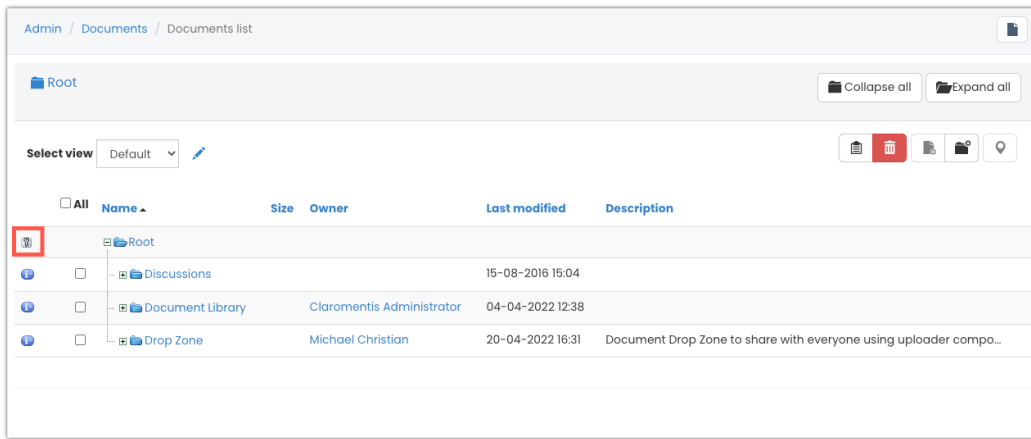 Admin / Documents / Documents list
Root
Collapse all
Expand all
Select view Default
All Name Size Owner Last modified Description
Root
Discussions 15-08-2016 15:04
Document Library Claromentis Administrator 04-04-2022 12:38
Drop Zone Michael Christian 20-04-2022 16:31 Document Drop Zone to share with everyone using uploader compo...